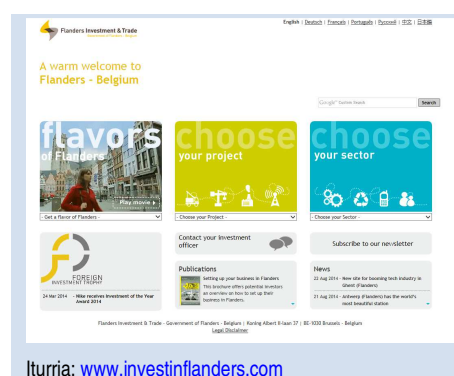 Flanders Investment & Trade
English | Deutsch | Français | Português | Русский | 中文 | 日本語
A warm welcome to
Flanders - Belgium
Search
flavors
of Flanders
Play movie
- Get a flavor of Flanders -
choose
your project
- Choose your Project -
choose
your sector
- Choose your Sector -
FOREIGN
INVESTMENT TROPHY
24 Mar 2014 - Nike receives Investment of the Year
Award 2014
Contact your investment
officer
Subscribe to our newsletter
Publications
Setting up your business in Flanders
This brochure offers potential investors
an overview on how to set up their
business in Flanders.
News
22 Aug 2014 - New site for booming tech industry in
Ghent (Flanders)
21 Aug 2014 - Antwerp (Flanders) has the world's
most beautiful station
Flanders Investment & Trade - Government of Flanders - Belgium | Koning Albert II-laan 37 | BE-1030 Brussels - Belgium
Legal Disclaimer
Iturria: www.investinflanders.com